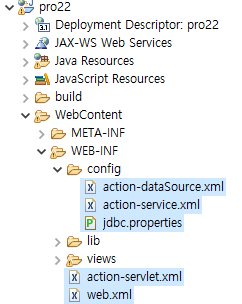 pro22
Deployment Descriptor: pro22
JAX-WS Web Services
Java Resources
JavaScript Resources
build
WebContent
META-INF
WEB-INF
config
action-dataSource.xml
action-service.xml
jdbc.properties
lib
views
action-servlet.xml
web.xml